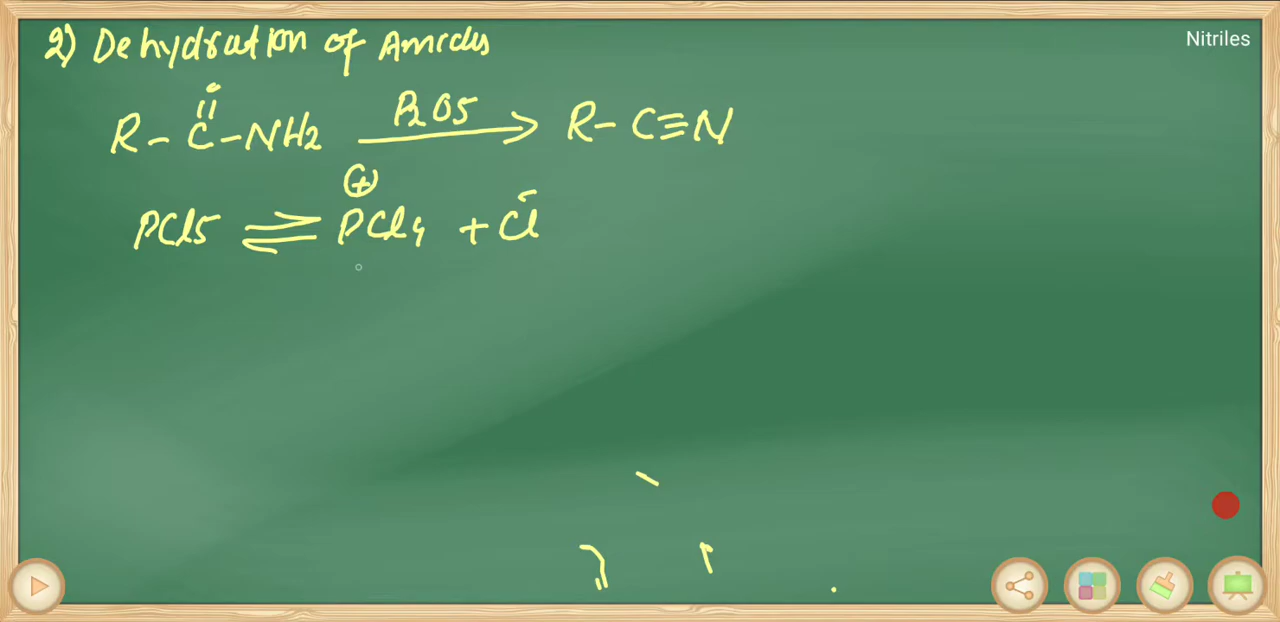 Nitriles
2) Dehydration of Amides
O
||
R - C - NH2 P2O5 → R - C≡N
⊕
PCl5 ⇌ PCl4 + Cl⁻